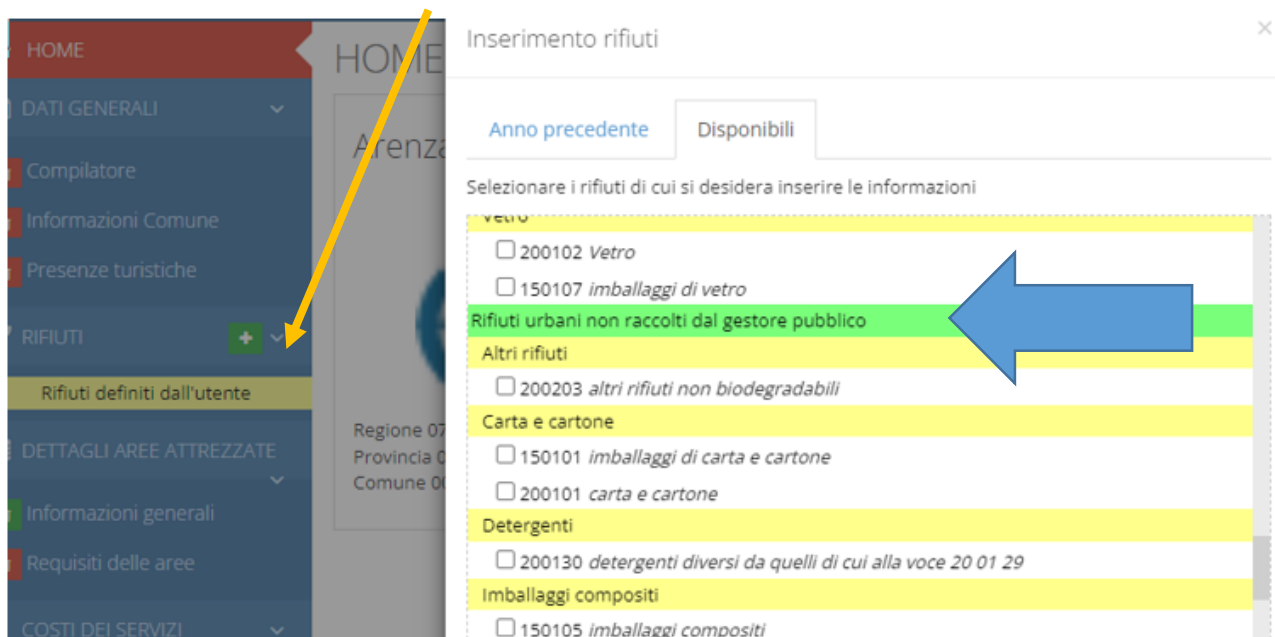 HOME
DATI GENERALI
Compilatore
Informazioni Comune
Presenze turistiche
RIFIUTI
Rifiuti definiti dall'utente
DETTAGLI AREE ATTREZZATE
Informazioni generali
Requisiti delle aree
COSTI DEI SERVIZI
HOME
Arenza
Regione 07
Provincia 0
Comune 00
Inserimento rifiuti
×
Anno precedente Disponibili
Selezionare i rifiuti di cui si desidera inserire le informazioni
Vetro
200102 Vetro
150107 imballaggi di vetro
Rifiuti urbani non raccolti dal gestore pubblico
Altri rifiuti
200203 altri rifiuti non biodegradabili
Carta e cartone
150101 imballaggi di carta e cartone
200101 carta e cartone
Detergenti
200130 detergenti diversi da quelli di cui alla voce 20 01 29
Imballaggi compositi
150105 imballaggi compositi